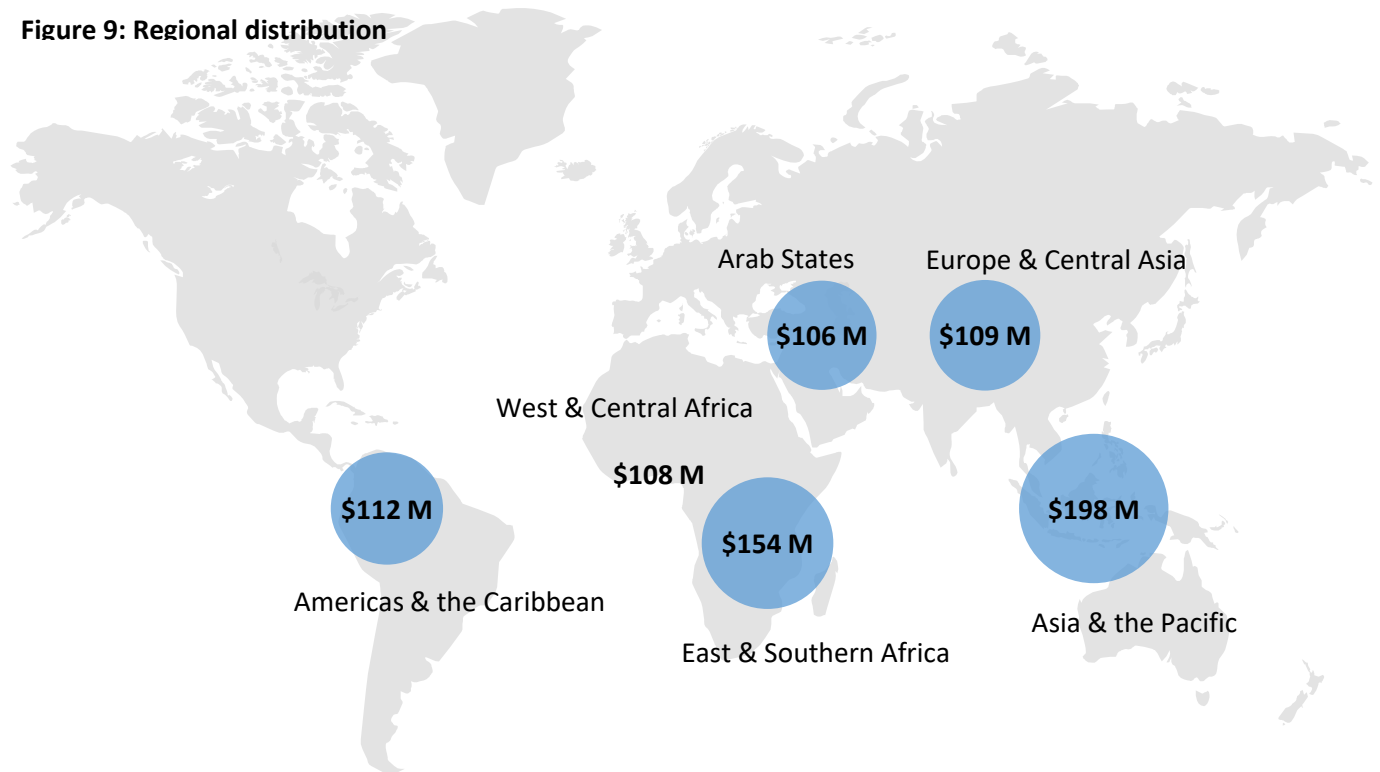 Figure 9: Regional distribution
Arab States
$106 M
Europe & Central Asia
$109 M
West & Central Africa
$108 M
$112 M
Americas & the Caribbean
$154 M
East & Southern Africa
$198 M
Asia & the Pacific